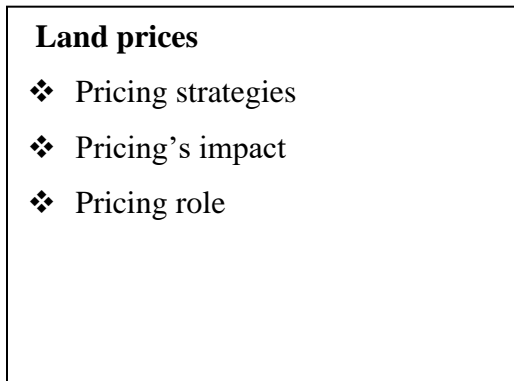 Land prices
❖ Pricing strategies
❖ Pricing’s impact
❖ Pricing role